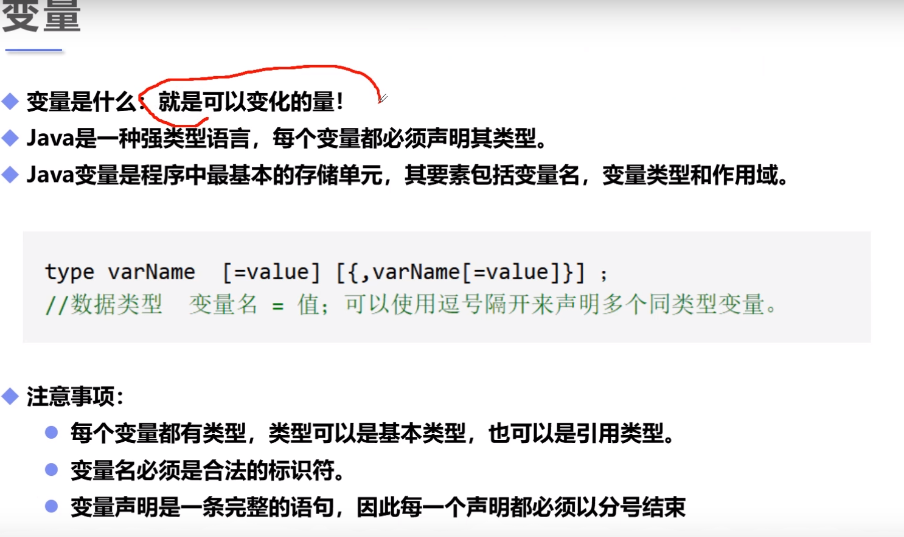 变量
变量是什么：就是可以变化的量！
Java是一种强类型语言，每个变量都必须声明其类型。
Java变量是程序中最基本的存储单元，其要素包括变量名，变量类型和作用域。
type varName  [=value] [{,varName[=value]}] ;
//数据类型  变量名 = 值；可以使用逗号隔开来声明多个同类型变量。
注意事项：
每个变量都有类型，类型可以是基本类型，也可以是引用类型。
变量名必须是合法的标识符。
变量声明是一条完整的语句，因此每一个声明都必须以分号结束